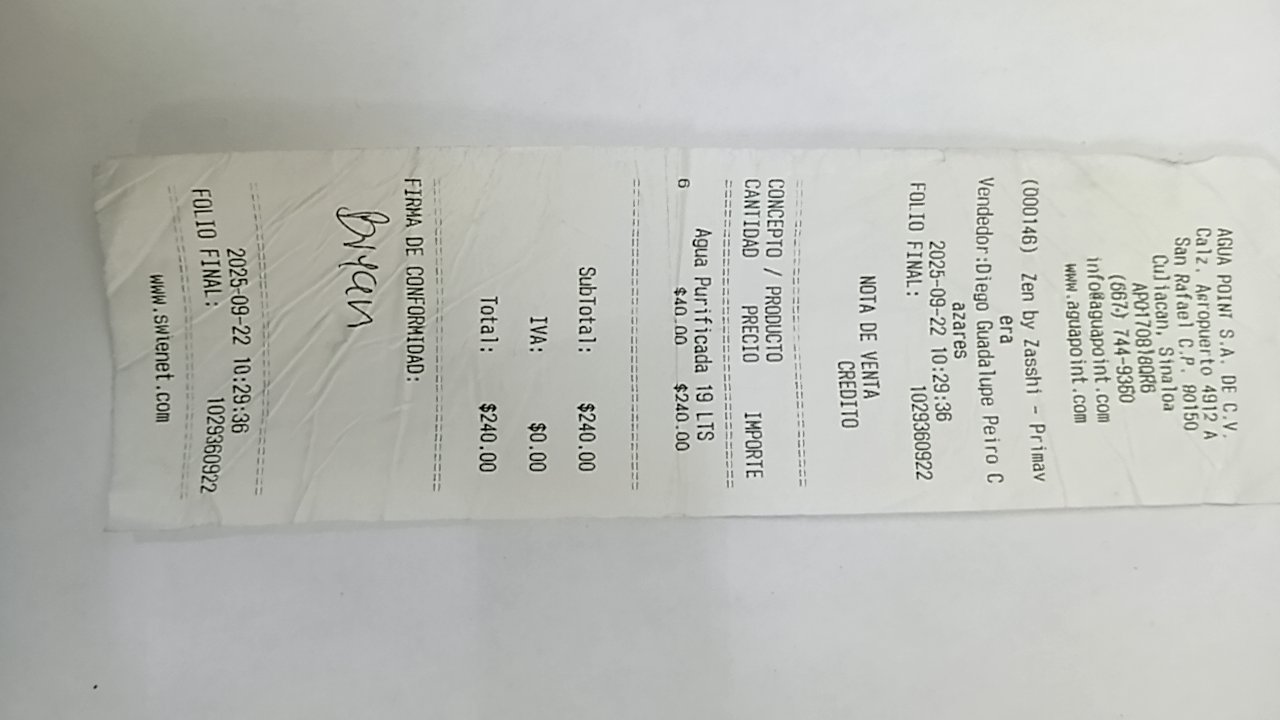 AGUA POINT S.A. DE C.V.
Calz. Aeropuerto 4912 A
San Rafael C.P. 80150
Culiacan, Sinaloa
APO170818QR6
(667) 744-9360
info@aguapoint.com
www.aguapoint.com
(000146) Zen by Zasshi - Primav
era
Vendedor:Diego Guadalupe Peiro C
azares
2025-09-22 10:29:36
FOLIO FINAL: 1029360922
NOTA DE VENTA
CREDITO
CONCEPTO / PRODUCTO
CANTIDAD PRECIO IMPORTE
Agua Purificada 19 LTS
6 $40.00 $240.00
SubTotal: $240.00
IVA: $0.00
Total: $240.00
FIRMA DE CONFORMIDAD:
Bryan
2025-09-22 10:29:36
FOLIO FINAL: 1029360922
www.swienet.com